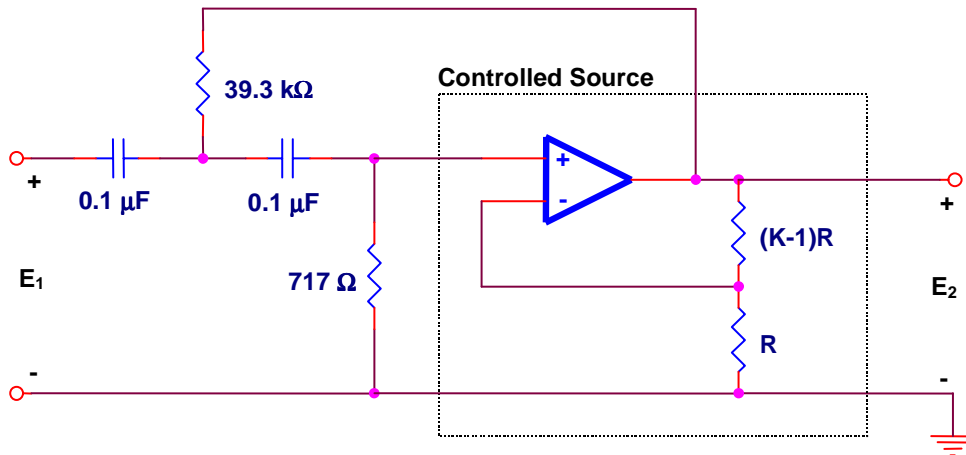 Controlled Source
39.3 kΩ
+
0.1 μF
0.1 μF
+
-
+
(K-1)R
E1
717 Ω
E2
R
-
-